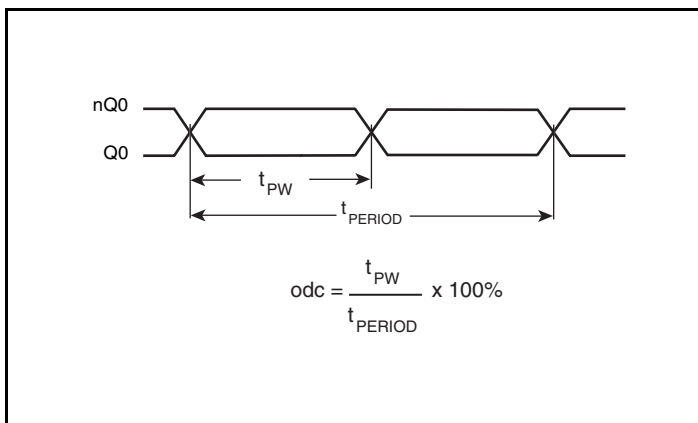 nQ0
Q0
tPW
tPERIOD
odc = tPW / tPERIOD x 100%